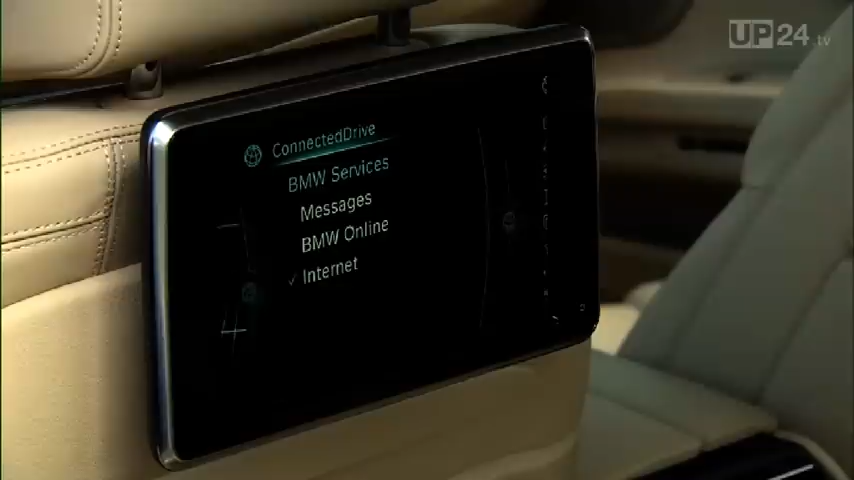 UP24.tv
ConnectedDrive
BMW Services
Messages
BMW Online
✓ Internet